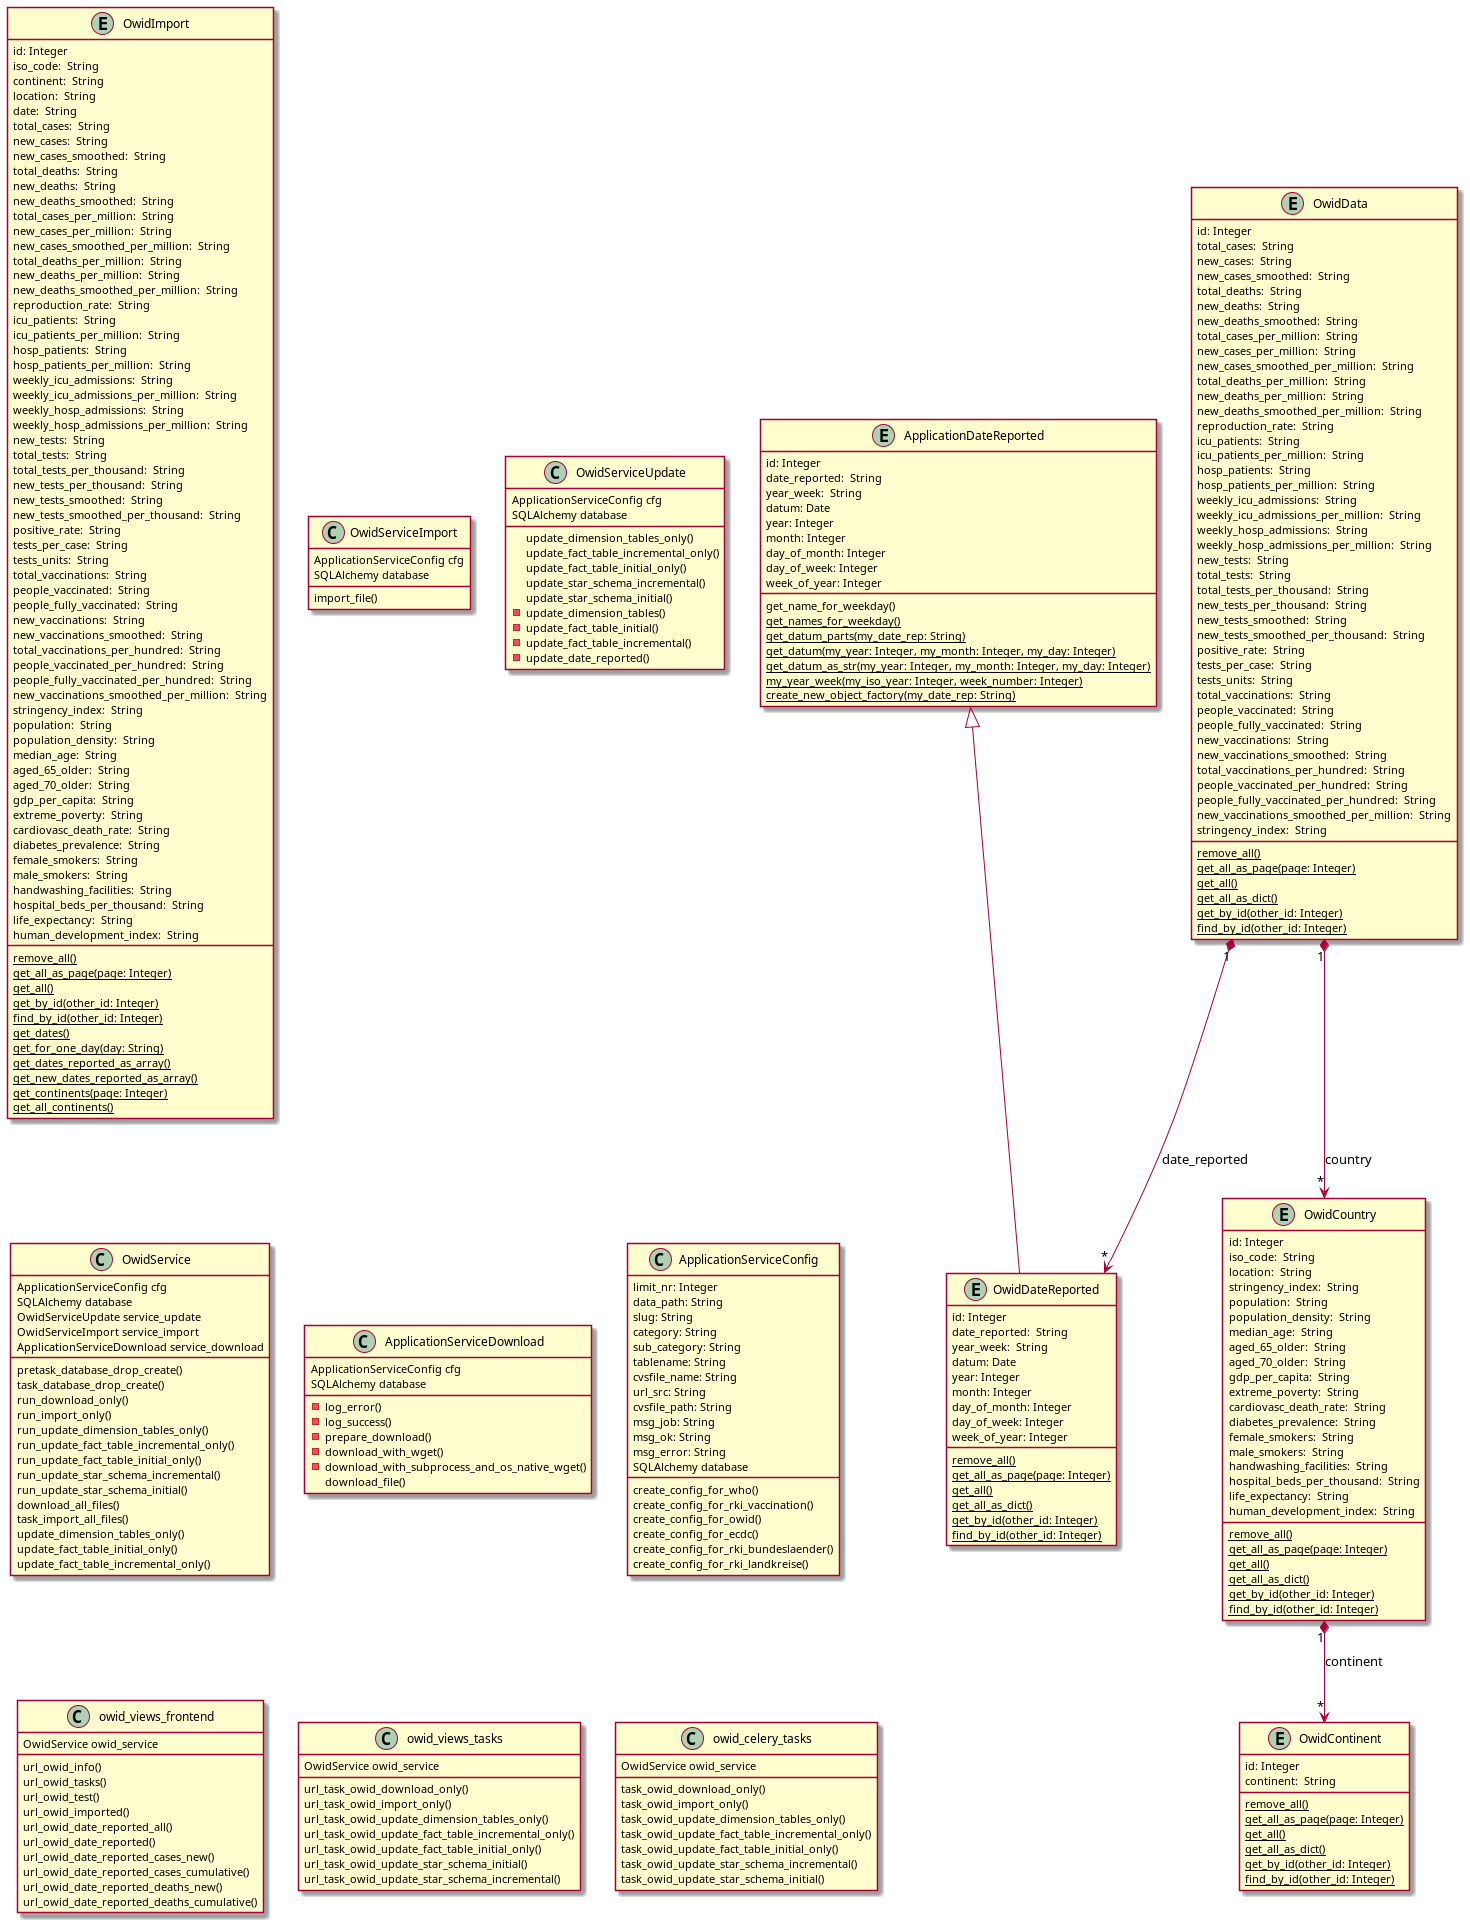 E OwidImport
id: Integer
iso_code:  String
continent:  String
location:  String
date:  String
total_cases:  String
new_cases:  String
new_cases_smoothed:  String
total_deaths:  String
new_deaths:  String
new_deaths_smoothed:  String
total_cases_per_million:  String
new_cases_per_million:  String
new_cases_smoothed_per_million:  String
total_deaths_per_million:  String
new_deaths_per_million:  String
new_deaths_smoothed_per_million:  String
reproduction_rate:  String
icu_patients:  String
icu_patients_per_million:  String
hosp_patients:  String
hosp_patients_per_million:  String
weekly_icu_admissions:  String
weekly_icu_admissions_per_million:  String
weekly_hosp_admissions:  String
weekly_hosp_admissions_per_million:  String
new_tests:  String
total_tests:  String
total_tests_per_thousand:  String
new_tests_per_thousand:  String
new_tests_smoothed:  String
new_tests_smoothed_per_thousand:  String
positive_rate:  String
tests_per_case:  String
tests_units:  String
total_vaccinations:  String
people_vaccinated:  String
people_fully_vaccinated:  String
new_vaccinations:  String
new_vaccinations_smoothed:  String
total_vaccinations_per_hundred:  String
people_vaccinated_per_hundred:  String
people_fully_vaccinated_per_hundred:  String
new_vaccinations_smoothed_per_million:  String
stringency_index:  String
population:  String
population_density:  String
median_age:  String
aged_65_older:  String
aged_70_older:  String
gdp_per_capita:  String
extreme_poverty:  String
cardiovasc_death_rate:  String
diabetes_prevalence:  String
female_smokers:  String
male_smokers:  String
handwashing_facilities:  String
hospital_beds_per_thousand:  String
life_expectancy:  String
human_development_index:  String
remove_all()
get_all_as_page(page: Integer)
get_all()
get_by_id(other_id: Integer)
find_by_id(other_id: Integer)
get_dates()
get_for_one_day(day: String)
get_dates_reported_as_array()
get_new_dates_reported_as_array()
get_continents(page: Integer)
get_all_continents()
C OwidServiceImport
ApplicationServiceConfig cfg
SQLAlchemy database
import_file()
C OwidServiceUpdate
ApplicationServiceConfig cfg
SQLAlchemy database
update_dimension_tables_only()
update_fact_table_incremental_only()
update_fact_table_initial_only()
update_star_schema_incremental()
update_star_schema_initial()
update_dimension_tables()
update_fact_table_initial()
update_fact_table_incremental()
update_date_reported()
E ApplicationDateReported
id: Integer
date_reported:  String
year_week:  String
datum: Date
year: Integer
month: Integer
day_of_month: Integer
day_of_week: Integer
week_of_year: Integer
get_name_for_weekday()
get_names_for_weekday()
get_datum_parts(my_date_rep: String)
get_datum(my_year: Integer, my_month: Integer, my_day: Integer)
get_datum_as_str(my_year: Integer, my_month: Integer, my_day: Integer)
my_year_week(my_iso_year: Integer, week_number: Integer)
create_new_object_factory(my_date_rep: String)
E OwidData
id: Integer
total_cases:  String
new_cases:  String
new_cases_smoothed:  String
total_deaths:  String
new_deaths:  String
new_deaths_smoothed:  String
total_cases_per_million:  String
new_cases_per_million:  String
new_cases_smoothed_per_million:  String
total_deaths_per_million:  String
new_deaths_per_million:  String
new_deaths_smoothed_per_million:  String
reproduction_rate:  String
icu_patients:  String
icu_patients_per_million:  String
hosp_patients:  String
hosp_patients_per_million:  String
weekly_icu_admissions:  String
weekly_icu_admissions_per_million:  String
weekly_hosp_admissions:  String
weekly_hosp_admissions_per_million:  String
new_tests:  String
total_tests:  String
total_tests_per_thousand:  String
new_tests_per_thousand:  String
new_tests_smoothed:  String
new_tests_smoothed_per_thousand:  String
positive_rate:  String
tests_per_case:  String
tests_units:  String
total_vaccinations:  String
people_vaccinated:  String
people_fully_vaccinated:  String
new_vaccinations:  String
new_vaccinations_smoothed:  String
total_vaccinations_per_hundred:  String
people_vaccinated_per_hundred:  String
people_fully_vaccinated_per_hundred:  String
new_vaccinations_smoothed_per_million:  String
stringency_index:  String
remove_all()
get_all_as_page(page: Integer)
get_all()
get_all_as_dict()
get_by_id(other_id: Integer)
find_by_id(other_id: Integer)
1
1
date_reported
country
*
*
C OwidService
ApplicationServiceConfig cfg
SQLAlchemy database
OwidServiceUpdate service_update
OwidServiceImport service_import
ApplicationServiceDownload service_download
pretask_database_drop_create()
task_database_drop_create()
run_download_only()
run_import_only()
run_update_dimension_tables_only()
run_update_fact_table_incremental_only()
run_update_fact_table_initial_only()
run_update_star_schema_incremental()
run_update_star_schema_initial()
download_all_files()
task_import_all_files()
update_dimension_tables_only()
update_fact_table_initial_only()
update_fact_table_incremental_only()
C ApplicationServiceDownload
ApplicationServiceConfig cfg
SQLAlchemy database
log_error()
log_success()
prepare_download()
download_with_wget()
download_with_subprocess_and_os_native_wget()
download_file()
C ApplicationServiceConfig
limit_nr: Integer
data_path: String
slug: String
category: String
sub_category: String
tablename: String
cvsfile_name: String
url_src: String
cvsfile_path: String
msg_job: String
msg_ok: String
msg_error: String
SQLAlchemy database
create_config_for_who()
create_config_for_rki_vaccination()
create_config_for_owid()
create_config_for_ecdc()
create_config_for_rki_bundeslaender()
create_config_for_rki_landkreise()
E OwidDateReported
id: Integer
date_reported:  String
year_week:  String
datum: Date
year: Integer
month: Integer
day_of_month: Integer
day_of_week: Integer
week_of_year: Integer
remove_all()
get_all_as_page(page: Integer)
get_all()
get_all_as_dict()
get_by_id(other_id: Integer)
find_by_id(other_id: Integer)
E OwidCountry
id: Integer
iso_code:  String
location:  String
stringency_index:  String
population:  String
population_density:  String
median_age:  String
aged_65_older:  String
aged_70_older:  String
gdp_per_capita:  String
extreme_poverty:  String
cardiovasc_death_rate:  String
diabetes_prevalence:  String
female_smokers:  String
male_smokers:  String
handwashing_facilities:  String
hospital_beds_per_thousand:  String
life_expectancy:  String
human_development_index:  String
remove_all()
get_all_as_page(page: Integer)
get_all()
get_all_as_dict()
get_by_id(other_id: Integer)
find_by_id(other_id: Integer)
1
continent
*
C owid_views_frontend
OwidService owid_service
url_owid_info()
url_owid_tasks()
url_owid_test()
url_owid_imported()
url_owid_date_reported_all()
url_owid_date_reported()
url_owid_date_reported_cases_new()
url_owid_date_reported_cases_cumulative()
url_owid_date_reported_deaths_new()
url_owid_date_reported_deaths_cumulative()
C owid_views_tasks
OwidService owid_service
url_task_owid_download_only()
url_task_owid_import_only()
url_task_owid_update_dimension_tables_only()
url_task_owid_update_fact_table_incremental_only()
url_task_owid_update_fact_table_initial_only()
url_task_owid_update_star_schema_initial()
url_task_owid_update_star_schema_incremental()
C owid_celery_tasks
OwidService owid_service
task_owid_download_only()
task_owid_import_only()
task_owid_update_dimension_tables_only()
task_owid_update_fact_table_incremental_only()
task_owid_update_fact_table_initial_only()
task_owid_update_star_schema_incremental()
task_owid_update_star_schema_initial()
E OwidContinent
id: Integer
continent:  String
remove_all()
get_all_as_page(page: Integer)
get_all()
get_all_as_dict()
get_by_id(other_id: Integer)
find_by_id(other_id: Integer)